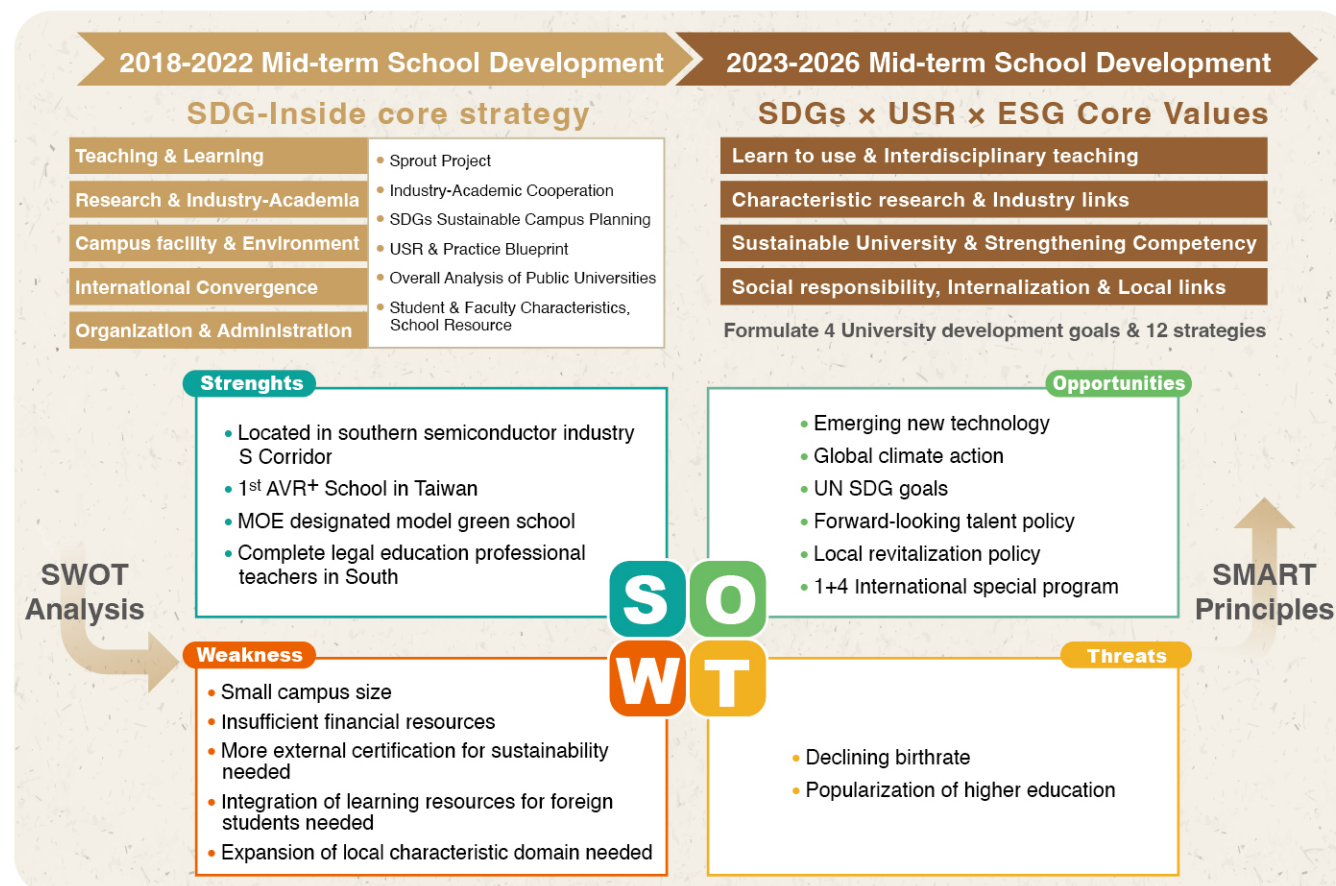 2018-2022 Mid-term School Development
2023-2026 Mid-term School Development
SDG-Inside core strategy
Teaching & Learning
Research & Industry-Academia
Campus facility & Environment
International Convergence
Organization & Administration
• Sprout Project
• Industry-Academic Cooperation
• SDGs Sustainable Campus Planning
• USR & Practice Blueprint
• Overall Analysis of Public Universities
• Student & Faculty Characteristics,
School Resource
SDGs × USR × ESG Core Values
Learn to use & Interdisciplinary teaching
Characteristic research & Industry links
Sustainable University & Strengthening Competency
Social responsibility, Internalization & Local links
Formulate 4 University development goals & 12 strategies
SWOT
Analysis
Strenghts
• Located in southern semiconductor industry
S Corridor
• 1st AVR+ School in Taiwan
• MOE designated model green school
• Complete legal education professional
teachers in South
Opportunities
• Emerging new technology
• Global climate action
• UN SDG goals
• Forward-looking talent policy
• Local revitalization policy
• 1+4 International special program
SMART
Principles
S O
W T
Weakness
• Small campus size
• Insufficient financial resources
• More external certification for sustainability
needed
• Integration of learning resources for foreign
students needed
• Expansion of local characteristic domain needed
Threats
• Declining birthrate
• Popularization of higher education